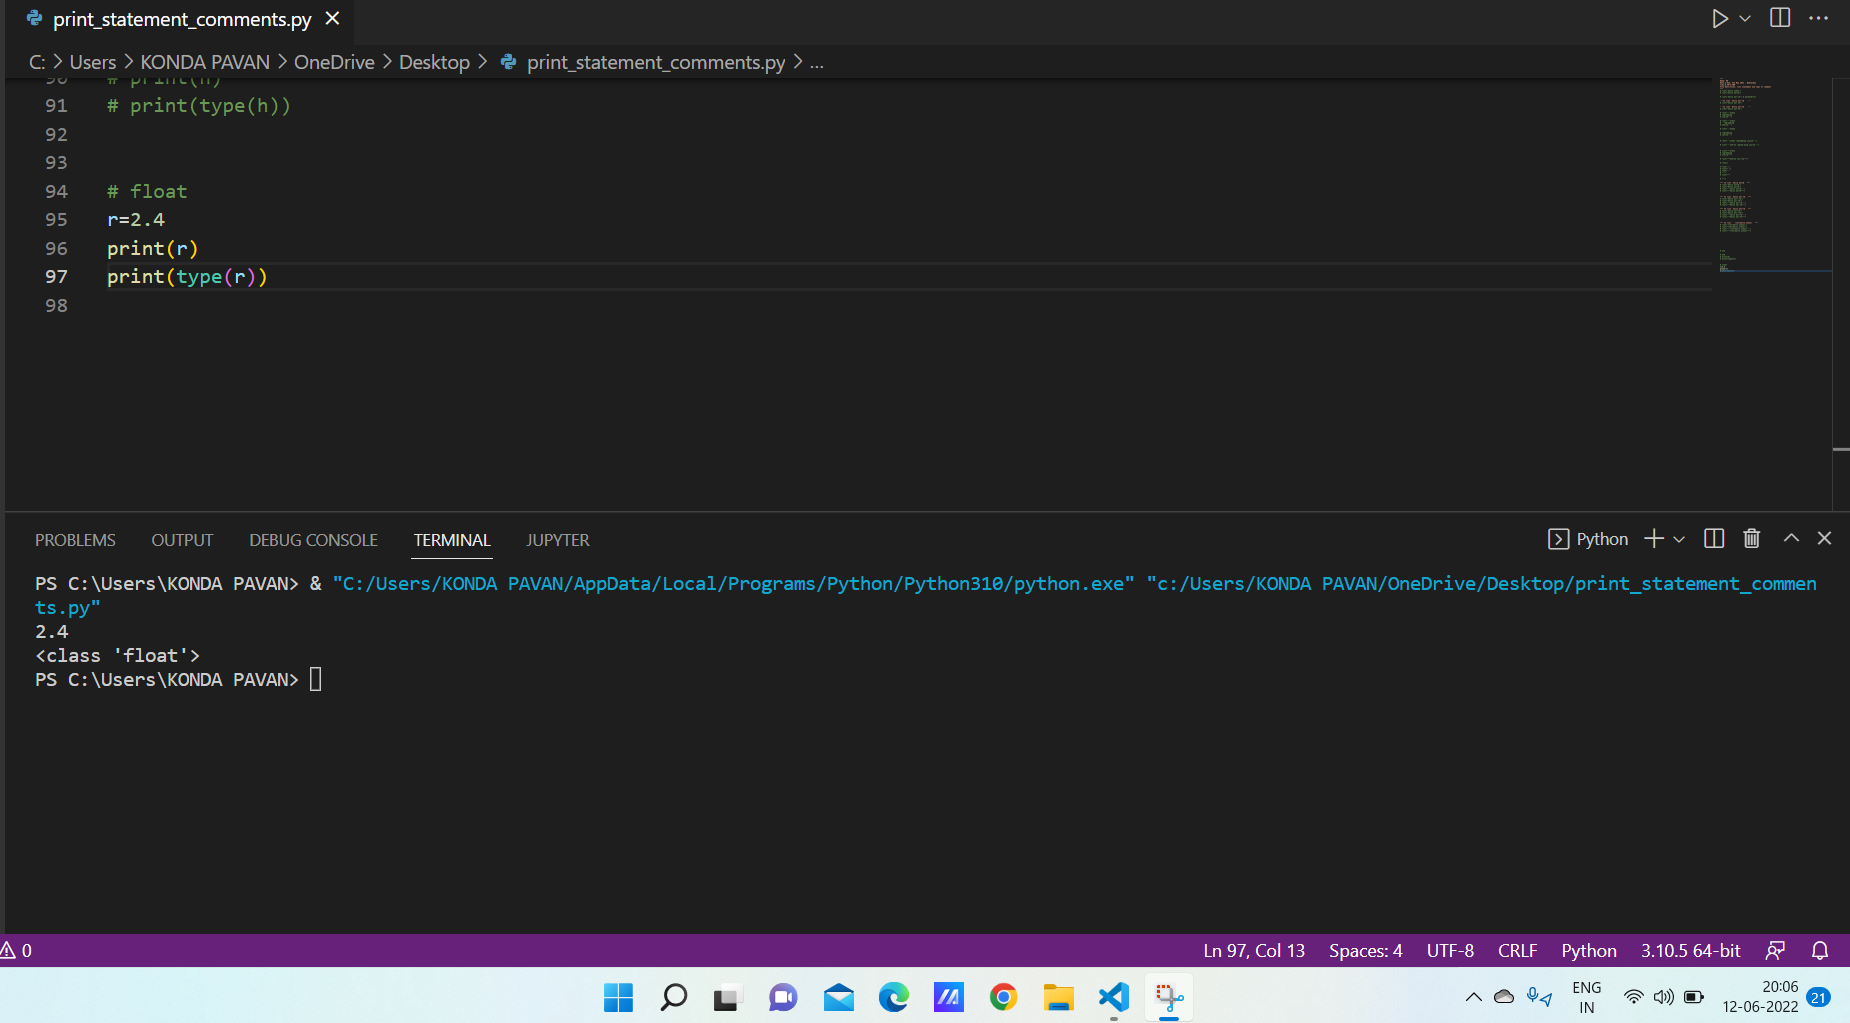 print_statement_comments.py
C: > Users > KONDA PAVAN > OneDrive > Desktop > print_statement_comments.py > ...
90 # print(h)
91 # print(type(h))
92
93
94 # float
95 r=2.4
96 print(r)
97 print(type(r))
98
PROBLEMS OUTPUT DEBUG CONSOLE TERMINAL JUPYTER Python
PS C:\Users\KONDA PAVAN> & "C:/Users/KONDA PAVAN/AppData/Local/Programs/Python/Python310/python.exe" "c:/Users/KONDA PAVAN/OneDrive/Desktop/print_statement_commen
ts.py"
2.4
<class 'float'>
PS C:\Users\KONDA PAVAN>
0 Ln 97, Col 13 Spaces: 4 UTF-8 CRLF Python 3.10.5 64-bit
ENG
IN
20:06
12-06-2022
21